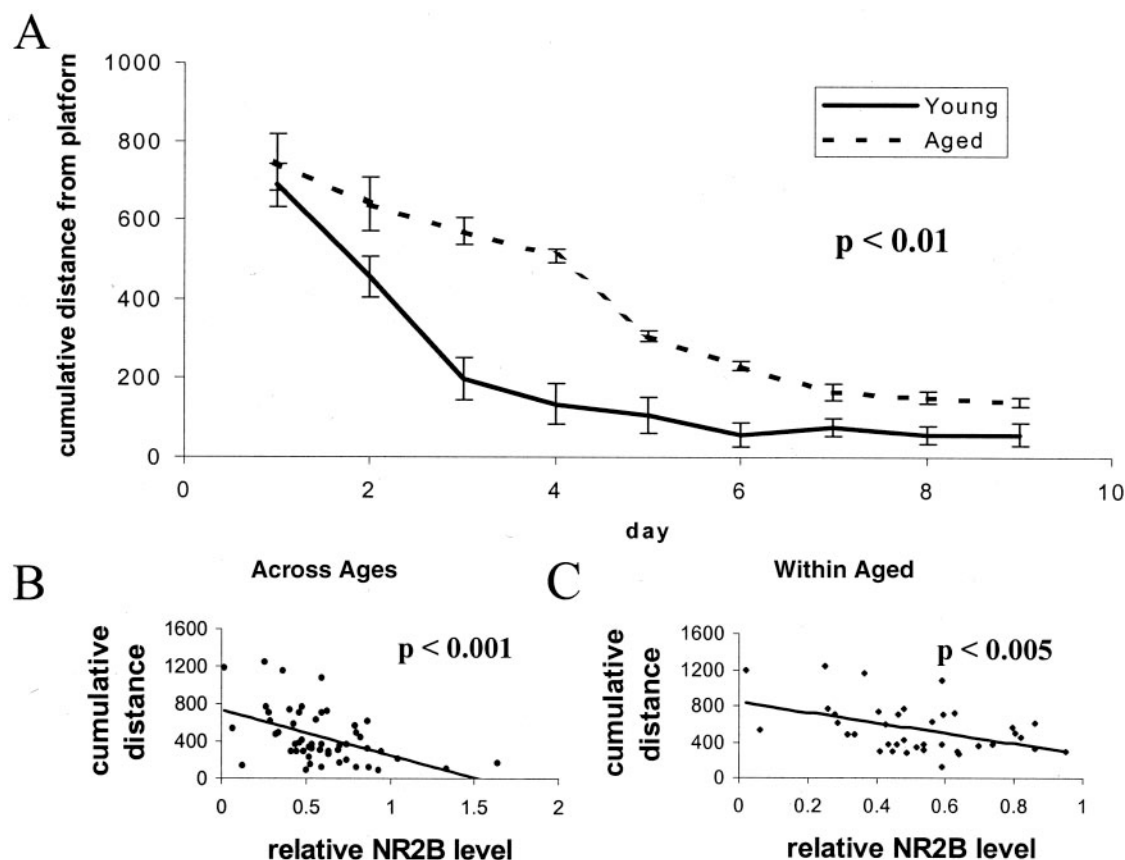 A
cumulative distance from platforn
1000
800
600
400
200
0
Young
Aged
p < 0.01
0 2 4 6 8 10
day
B
Across Ages
cumulative
distance
1600
1200
800
400
0
p < 0.001
0 0.5 1 1.5 2
relative NR2B level
C
Within Aged
cumulative
distance
1600
1200
800
400
0
p < 0.005
0 0.2 0.4 0.6 0.8 1
relative NR2B level